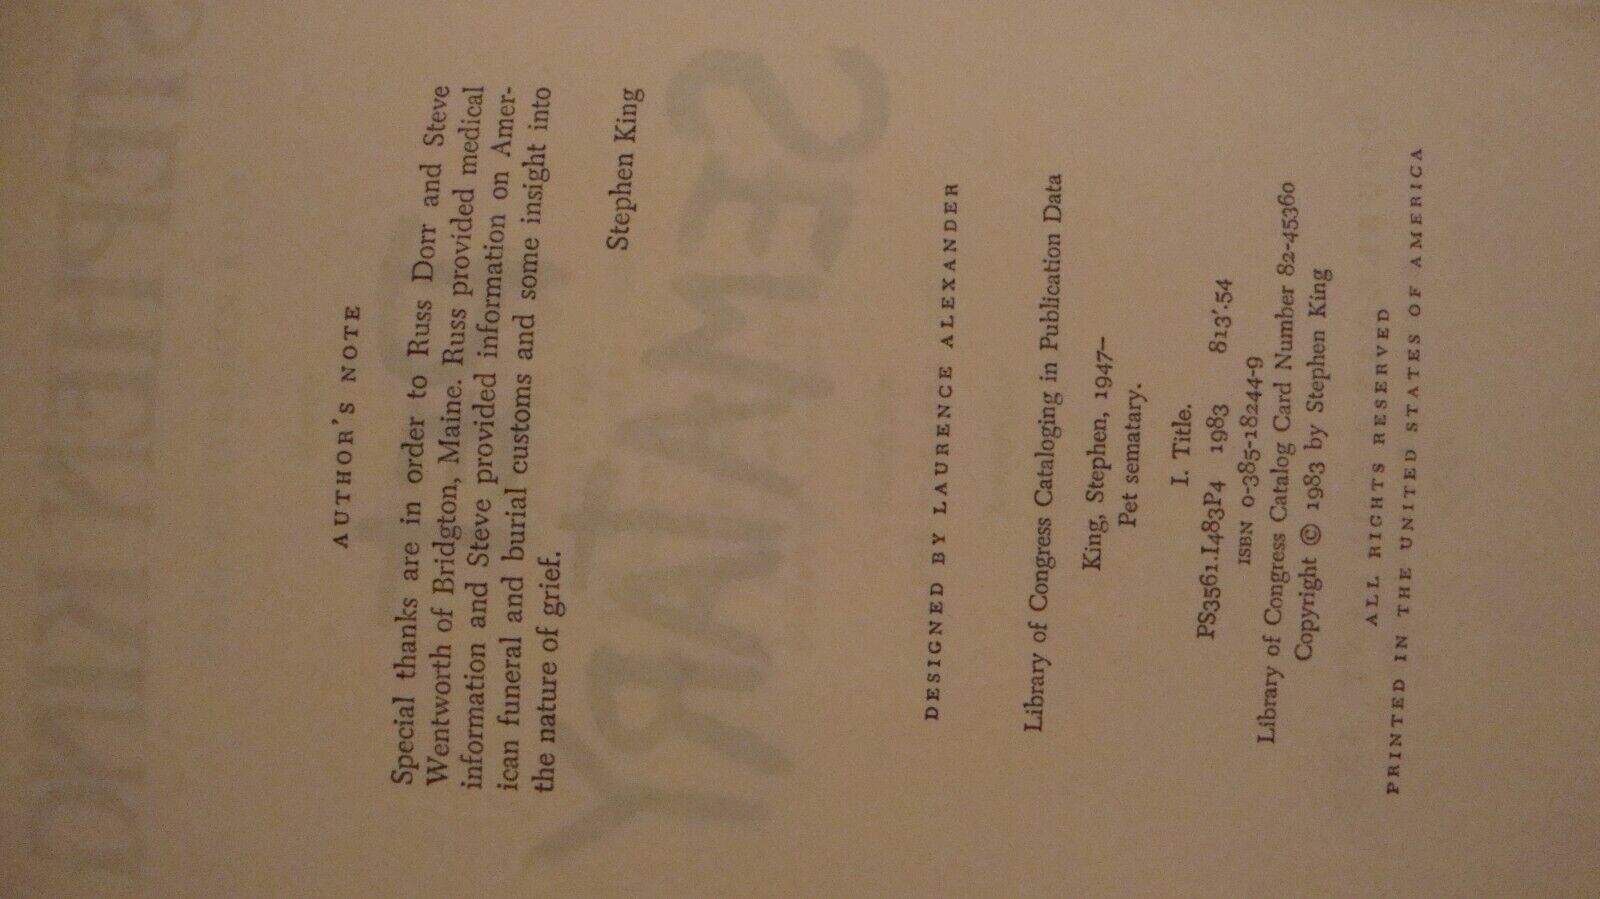 AUTHOR'S NOTE
Special thanks are in order to Russ Dorr and Steve
Wentworth of Bridgton, Maine. Russ provided medical
information and Steve provided information on Amer-
ican funeral and burial customs and some insight into
the nature of grief.
Stephen King
DESIGNED BY LAURENCE ALEXANDER
Library of Congress Cataloging in Publication Data
King, Stephen, 1947–
Pet sematary.
I. Title.
PS3561.I483P4 1983 813'.54
ISBN 0-385-18244-9
Library of Congress Catalog Card Number 82-45360
Copyright © 1983 by Stephen King
ALL RIGHTS RESERVED
PRINTED IN THE UNITED STATES OF AMERICA
STEPHEN KING
SEMATARY